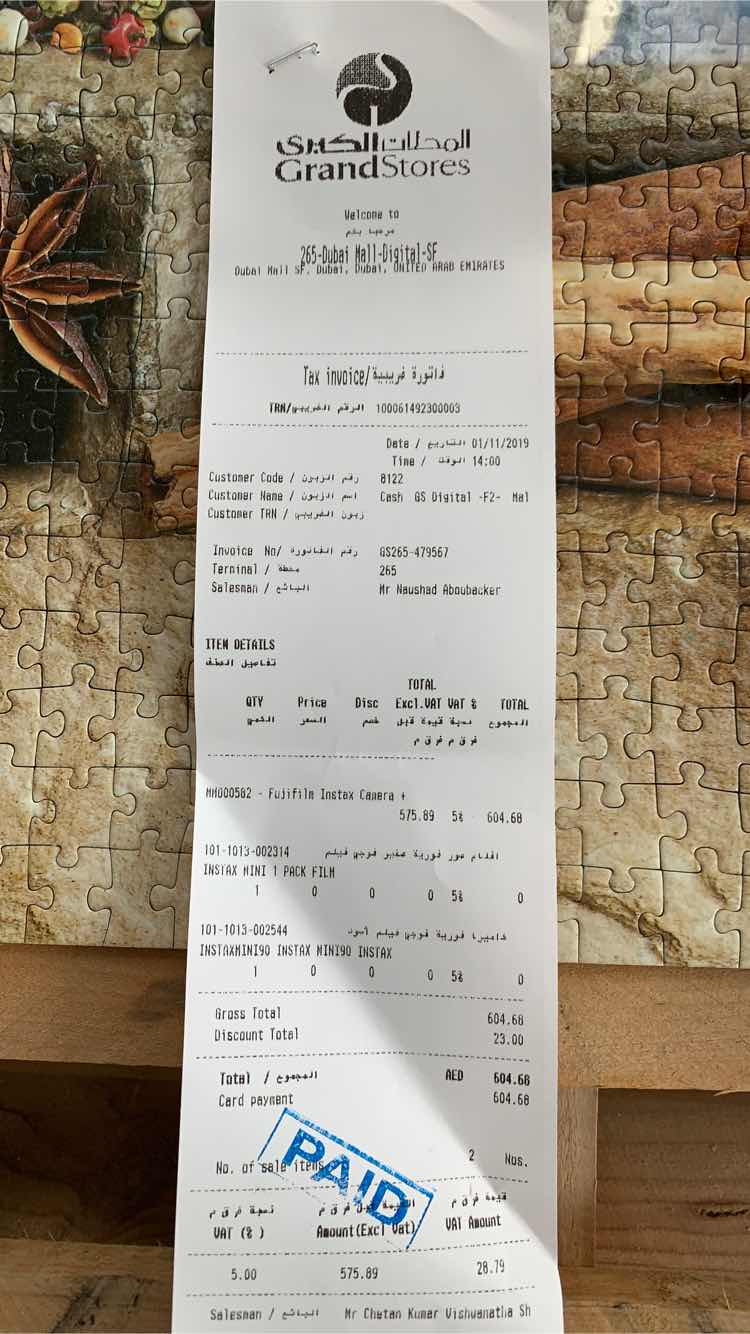 المحلات الكبرى
GrandStores
Welcome to
مرحبا بكم
265-Dubai Mall-Digital-SF
Dubai Mall SF, Dubai, Dubai, UNITED ARAB EMIRATES
Tax invoice/فاتورة ضريبية
TRN/الرقم الضريبي 100061492300003
Date / التاريخ 01/11/2019
Time / الوقت 14:00
Customer Code / رقم الزبون 8122
Customer Name / اسم الزبون Cash GS Digital -F2- Mal
Customer TRN / زبون الضريبي
Invoice No/ رقم الفاتورة GS265-479567
Terminal / محطة 265
Salesman / البائع Mr Naushad Aboubacker
ITEM DETAILS
تفاصيل الصنف
TOTAL
QTY Price Disc Excl.VAT VAT % TOTAL
الكمي السعر خصم قيمة قبل نسبة المجموع
ف ر ق م ف ر ق م
MM000582 - Fujifilm Instax Camera +
575.89 5% 604.68
101-1013-002314 افلام صور فورية صغير فوجي فيلم
INSTAX MINI 1 PACK FILM
1 0 0 0 5% 0
101-1013-002544 كاميرا فورية فوجي فيلم أسود
INSTAXMINI90 INSTAX MINI90 INSTAX
1 0 0 0 5% 0
Gross Total 604.68
Discount Total 23.00
Total / المجموع AED 604.68
Card payment 604.68
PAID
No. of sale items 2 Nos.
نسبة ف ر ق م القيمة قبل ف ر ق م قيمة ف ر ق م
VAT (% ) Amount(Excl Vat) VAT Amount
5.00 575.89 28.79
Salesman / البائع Mr Chetan Kumar Vishwanatha Sh